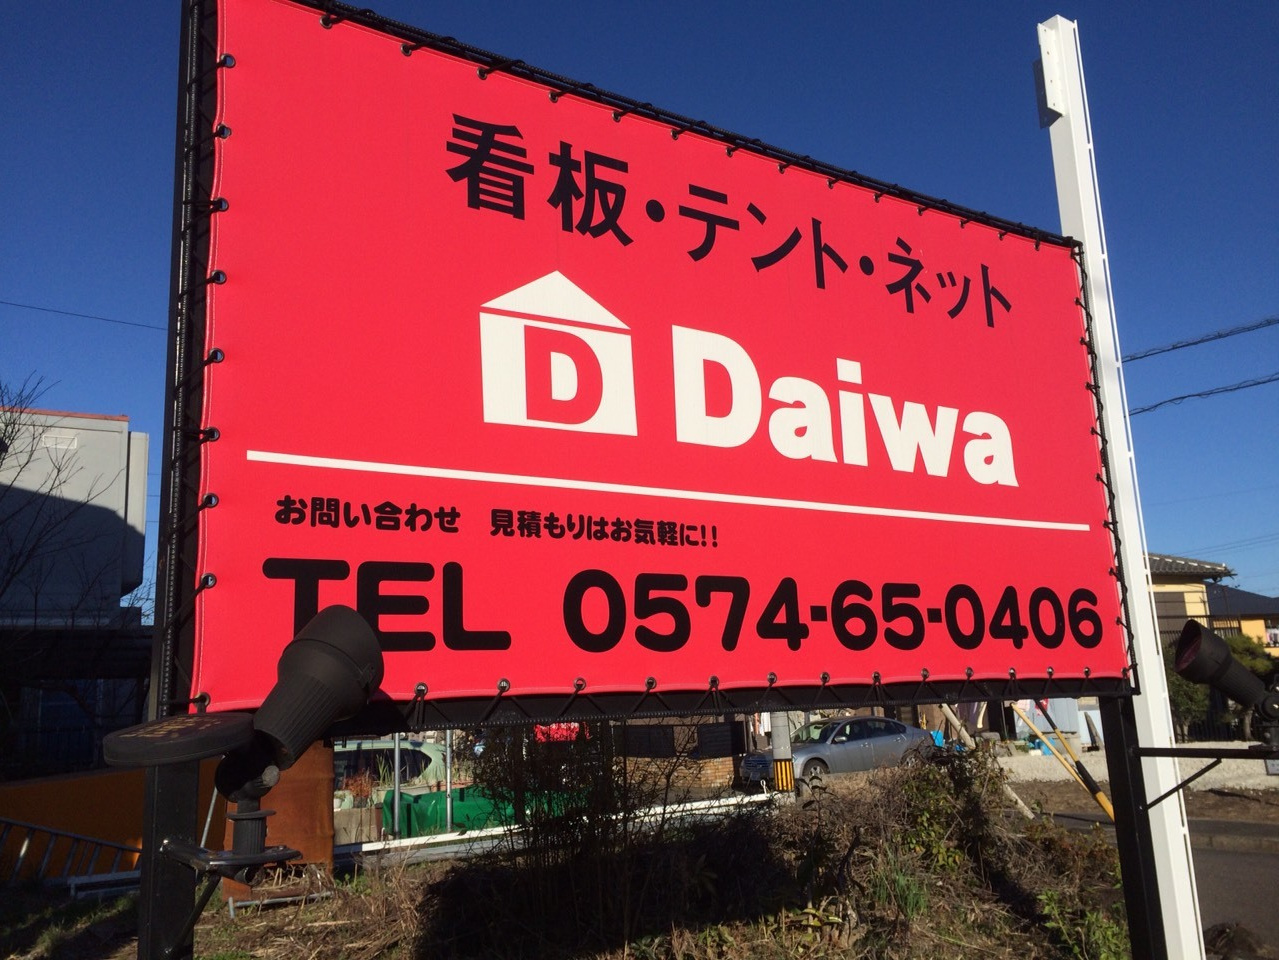 看板・テント・ネット
D Daiwa
お問い合わせ 見積もりはお気軽に!!
TEL 0574-65-0406